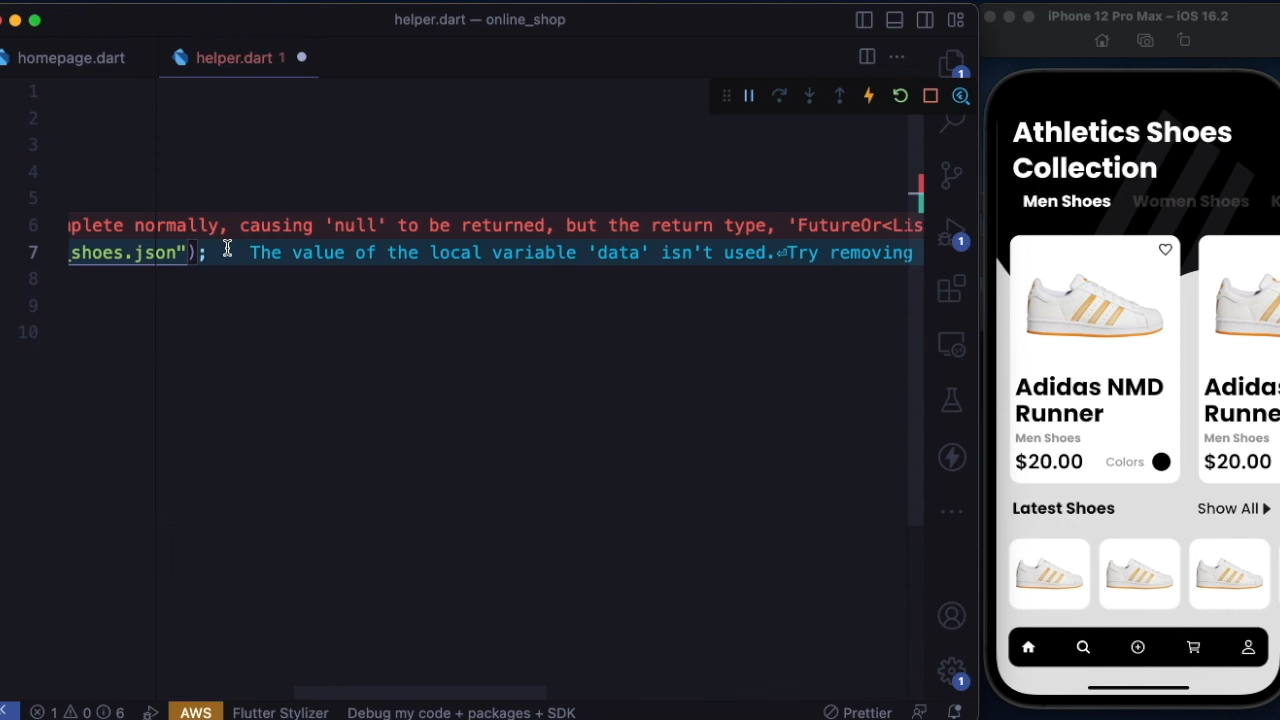 helper.dart — online_shop
iPhone 12 Pro Max – iOS 16.2
homepage.dart
helper.dart 1
1
1
2
3
4
5
6 plete normally, causing 'null' to be returned, but the return type, 'FutureOr<Lis
7 _shoes.json"); The value of the local variable 'data' isn't used.⏎Try removing
8
9
10
1
1
Athletics Shoes
Collection
Men Shoes Women Shoes K
Adidas NMD
Runner
Men Shoes
$20.00 Colors
Adidas
Runne
Men Shoes
$20.00
Latest Shoes Show All
1 0 6 AWS Flutter Stylizer Debug my code + packages + SDK Prettier